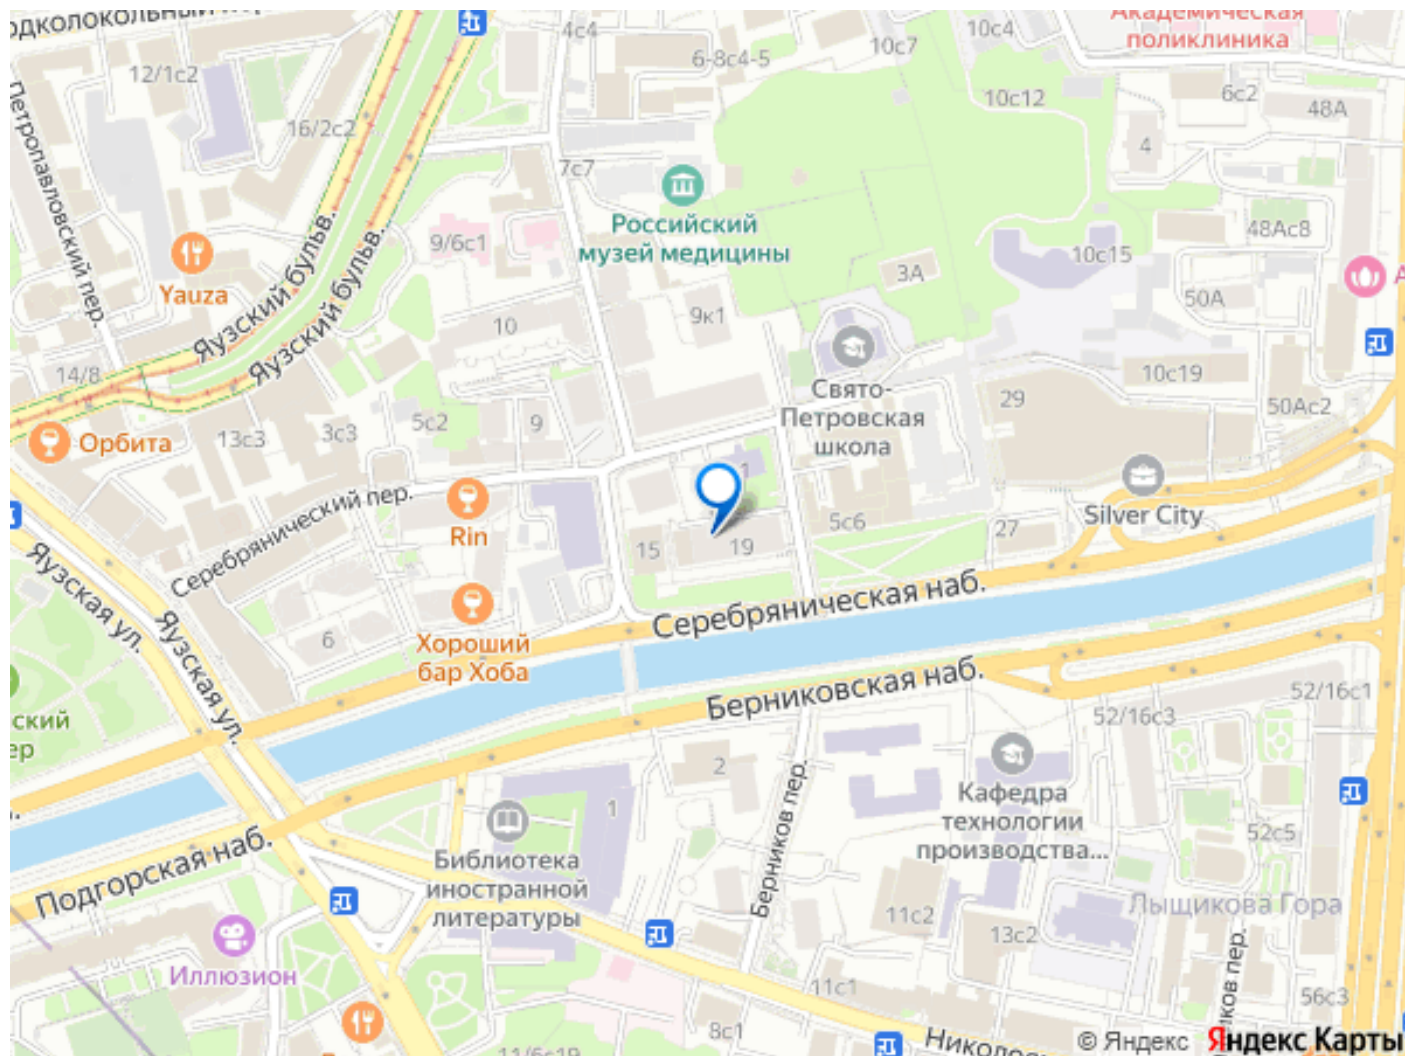 12/1с2
4с4
6-8с4-5
10с7
10с4
Академическая
поликлиника
6с2
48А
10с12
16/2с2
4
7с7
Петропавловский пер.
Российский
музей медицины
9/6с1
Yauza
Яузский бульв.
Яузский бульв.
3А
10с15
48Ас8
50А
10
9к1
14/8
Свято-
Петровская
школа
29
10с19
50Ас2
Орбита
13с3
3с3
5с2
9
1
Серебрянический пер.
Rin
15
19
5с6
27
Silver City
Яузская ул.
Яузская ул.
6
Хороший
бар Хоба
Серебряническая наб.
Берниковская наб.
52/16с1
52/16с3
2
1
Берников пер.
Кафедра
технологии
производства...
52с5
Подгорская наб.
Библиотека
иностранной
литературы
Лыщикова Гора
11с2
13с2
Иллюзион
11с1
56с3
8с1
11/6с19
© Яндекс
Яндекс Карты